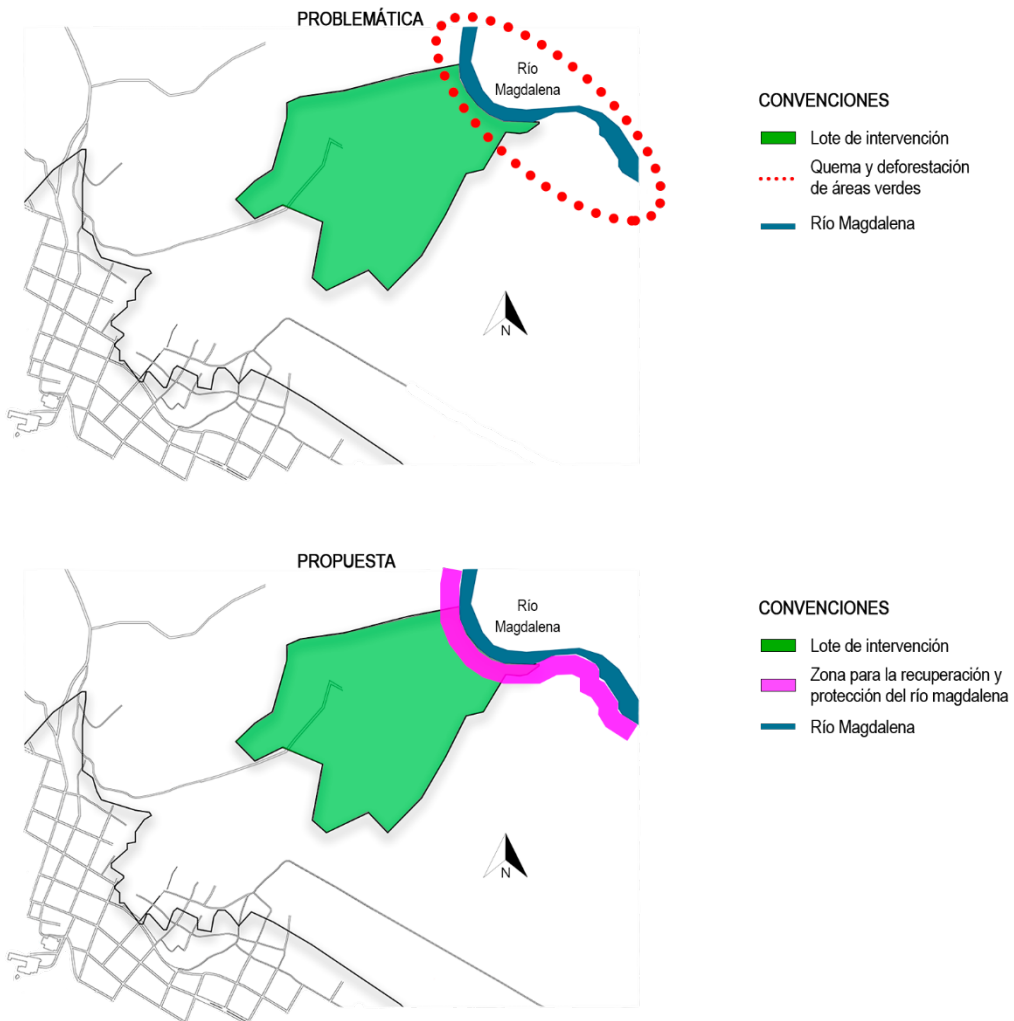 PROBLEMÁTICA
Río
Magdalena
N
CONVENCIONES
Lote de intervención
Quema y deforestación
de áreas verdes
Río Magdalena
PROPUESTA
Río
Magdalena
N
CONVENCIONES
Lote de intervención
Zona para la recuperación y
protección del río magdalena
Río Magdalena